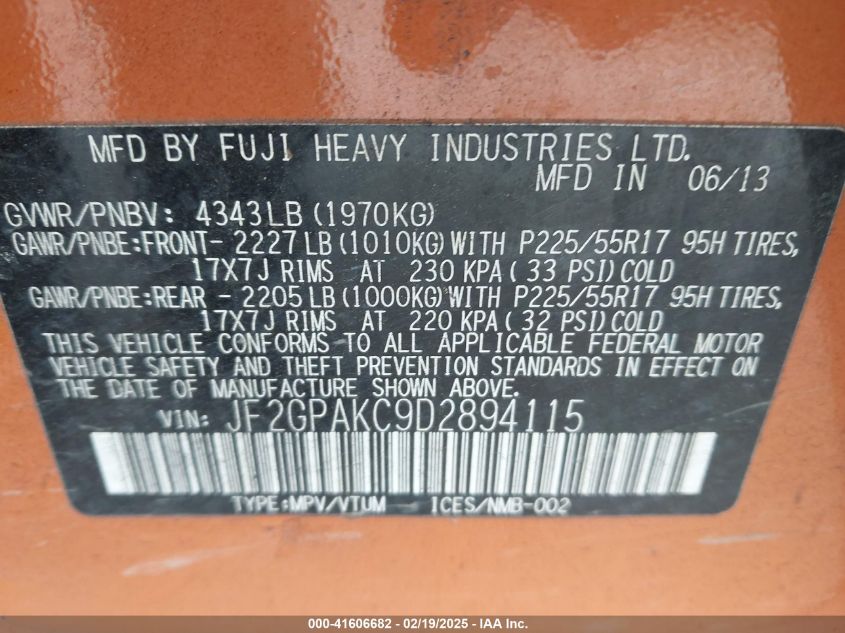 MFD BY FUJI HEAVY INDUSTRIES LTD.
MFD IN 06/13
GVWR/PNBV: 4343LB (1970KG)
GAWR/PNBE:FRONT- 2227 LB (1010KG) WITH P225/55R17 95H TIRES,
17X7J RIMS AT 230 KPA ( 33 PSI) COLD
GAWR/PNBE:REAR - 2205 LB (1000KG) WITH P225/55R17 95H TIRES,
17X7J RIMS AT 220 KPA ( 32 PSI) COLD
THIS VEHICLE CONFORMS TO ALL APPLICABLE FEDERAL MOTOR
VEHICLE SAFETY AND THEFT PREVENTION STANDARDS IN EFFECT ON
THE DATE OF MANUFACTURE SHOWN ABOVE.
VIN: JF2GPAKC9D2894115
TYPE:MPV/VTUM ICES/NMB-002
000-41606682 - 02/19/2025 - IAA Inc.